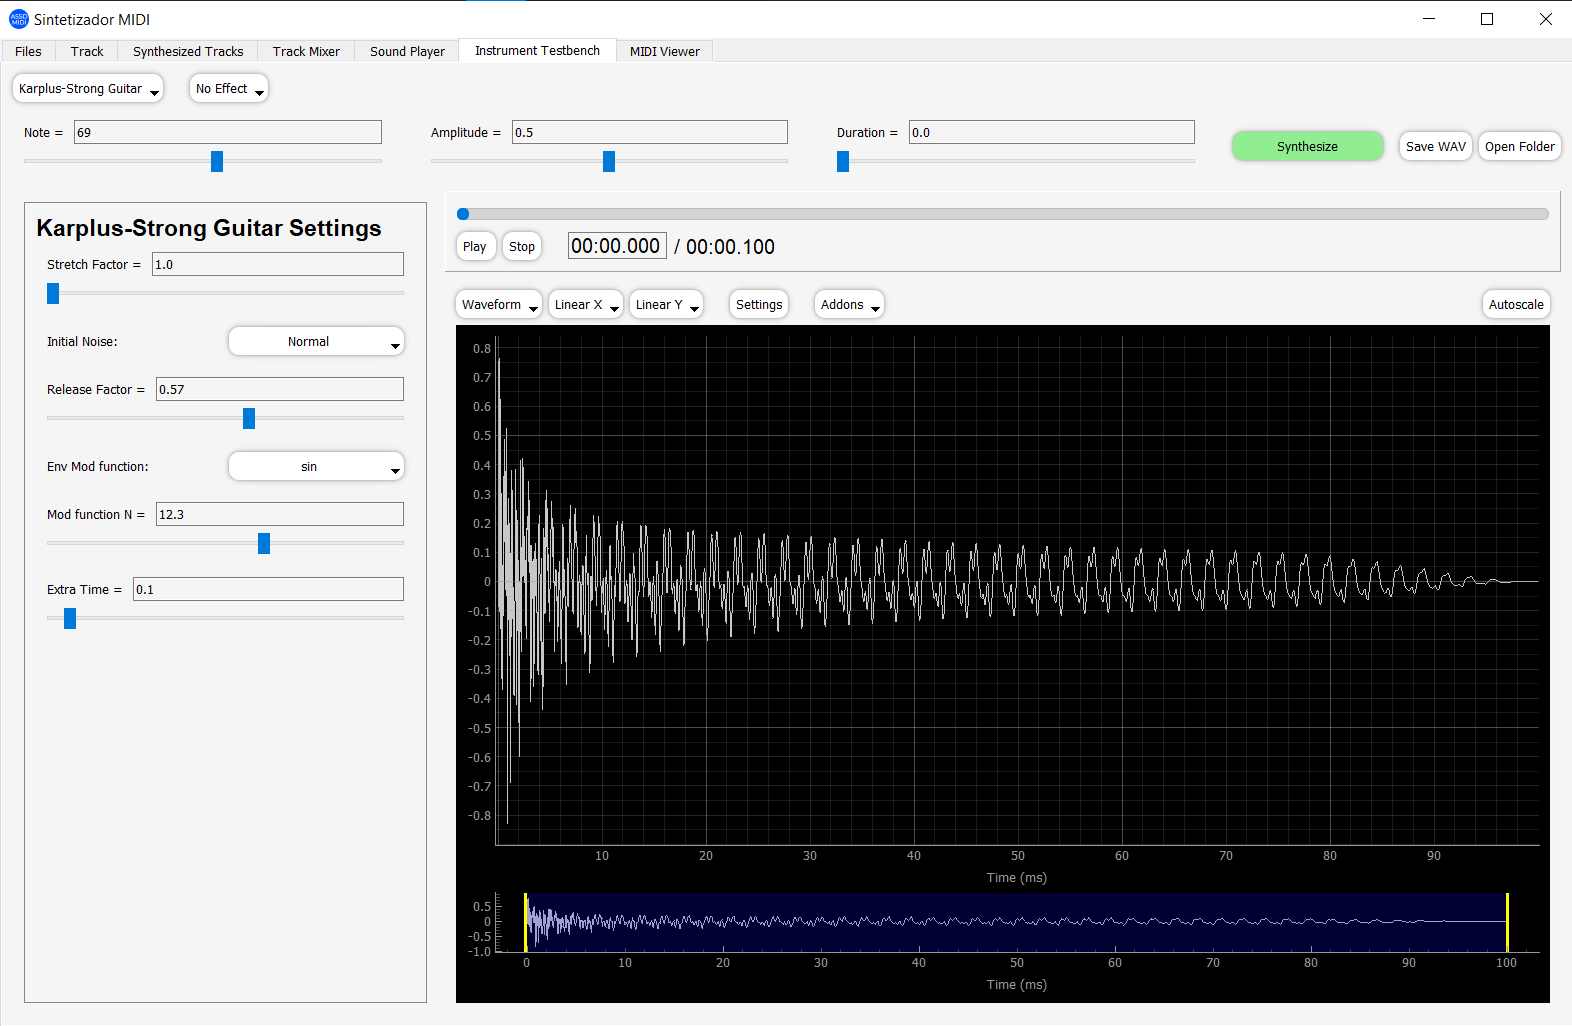 ASSD MIDI Sintetizador MIDI
Files Track Synthesized Tracks Track Mixer Sound Player Instrument Testbench MIDI Viewer
Karplus-Strong Guitar No Effect
Note = 69 Amplitude = 0.5 Duration = 0.0 Synthesize Save WAV Open Folder
Karplus-Strong Guitar Settings
Stretch Factor = 1.0
Initial Noise: Normal
Release Factor = 0.57
Env Mod function: sin
Mod function N = 12.3
Extra Time = 0.1
Play Stop 00:00.000 / 00:00.100
Waveform Linear X Linear Y Settings Addons Autoscale
0.8
0.7
0.6
0.5
0.4
0.3
0.2
0.1
0
-0.1
-0.2
-0.3
-0.4
-0.5
-0.6
-0.7
-0.8
10 20 30 40 50 60 70 80 90
Time (ms)
0.5
0
-0.5
-1.0
0 10 20 30 40 50 60 70 80 90 100
Time (ms)